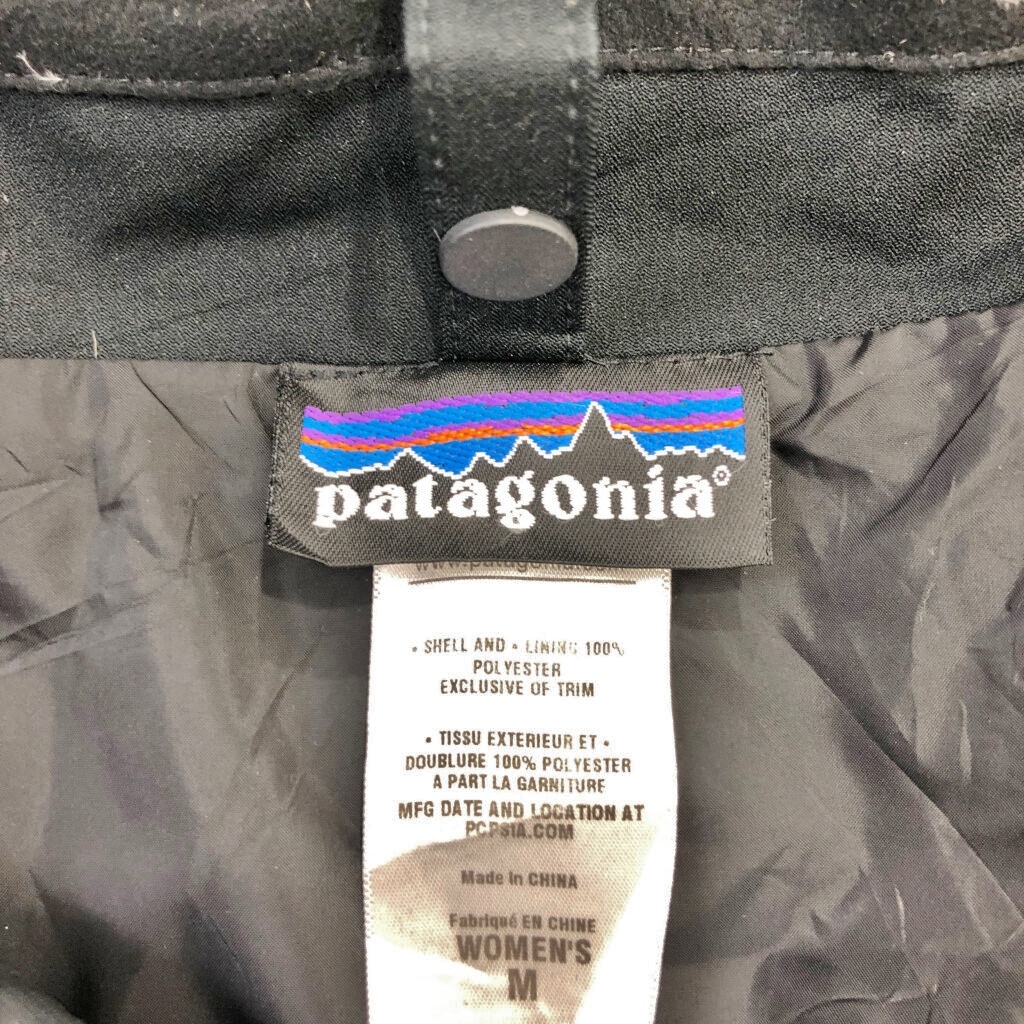 patagonia®
• SHELL AND • LINING 100%
POLYESTER
EXCLUSIVE OF TRIM
• TISSU EXTERIEUR ET •
DOUBLURE 100% POLYESTER
A PART LA GARNITURE
MFG DATE AND LOCATION AT
PCPSIA.COM
Made in CHINA
Fabriqué EN CHINE
WOMEN'S
M